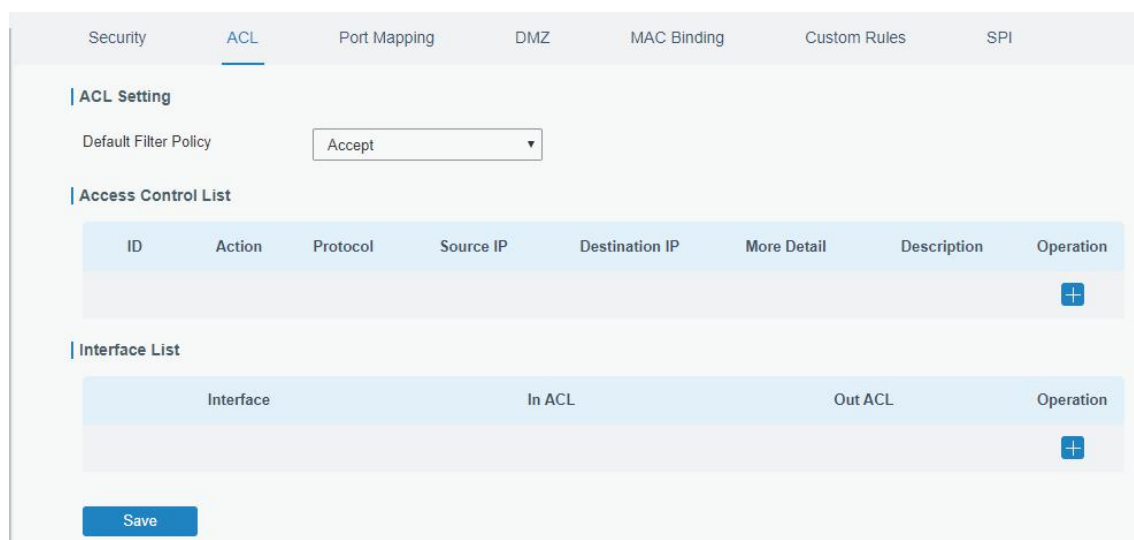 Security ACL Port Mapping DMZ MAC Binding Custom Rules SPI
ACL Setting
Default Filter Policy Accept
Access Control List
ID Action Protocol Source IP Destination IP More Detail Description Operation
Interface List
Interface In ACL Out ACL Operation
Save